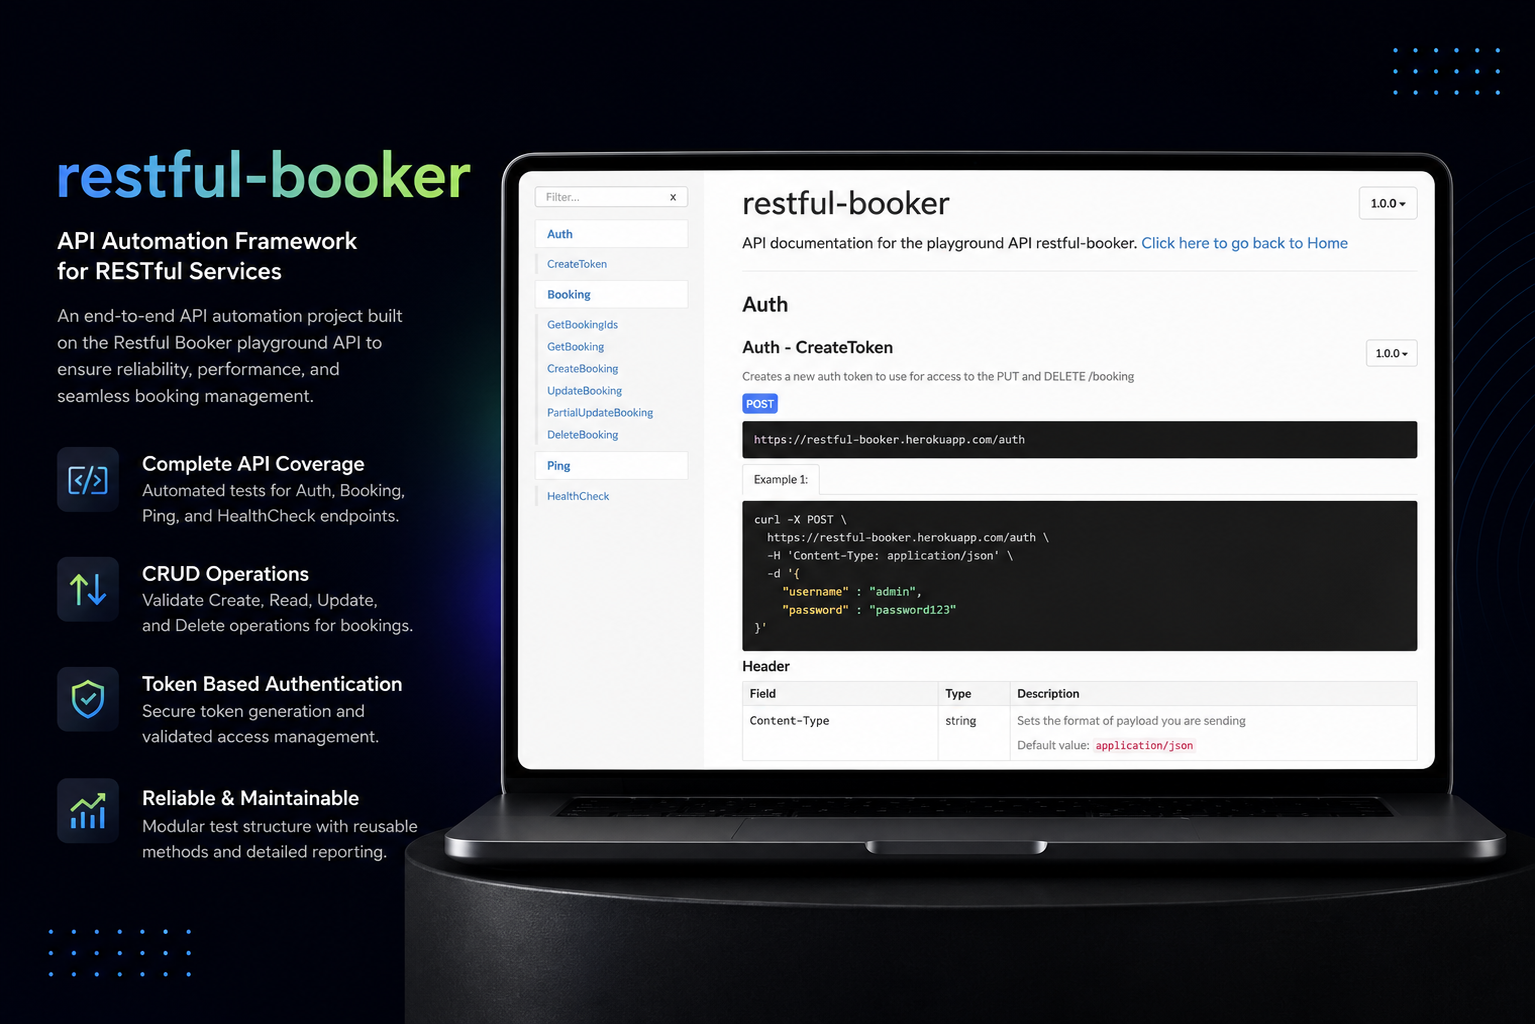 restful-booker
API Automation Framework
for RESTful Services
An end-to-end API automation project built
on the Restful Booker playground API to
ensure reliability, performance, and
seamless booking management.
Complete API Coverage
Automated tests for Auth, Booking,
Ping, and HealthCheck endpoints.
CRUD Operations
Validate Create, Read, Update,
and Delete operations for bookings.
Token Based Authentication
Secure token generation and
validated access management.
Reliable & Maintainable
Modular test structure with reusable
methods and detailed reporting.
Filter... x
Auth
CreateToken
Booking
GetBookingIds
GetBooking
CreateBooking
UpdateBooking
PartialUpdateBooking
DeleteBooking
Ping
HealthCheck
restful-booker
1.0.0
API documentation for the playground API restful-booker. Click here to go back to Home
Auth
Auth - CreateToken
1.0.0
Creates a new auth token to use for access to the PUT and DELETE /booking
POST
https://restful-booker.herokuapp.com/auth
Example 1:
curl -X POST \
https://restful-booker.herokuapp.com/auth \
-H 'Content-Type: application/json' \
-d '{
"username" : "admin",
"password" : "password123"
}'
Header
Field Type Description
Content-Type string Sets the format of payload you are sending
Default value: application/json